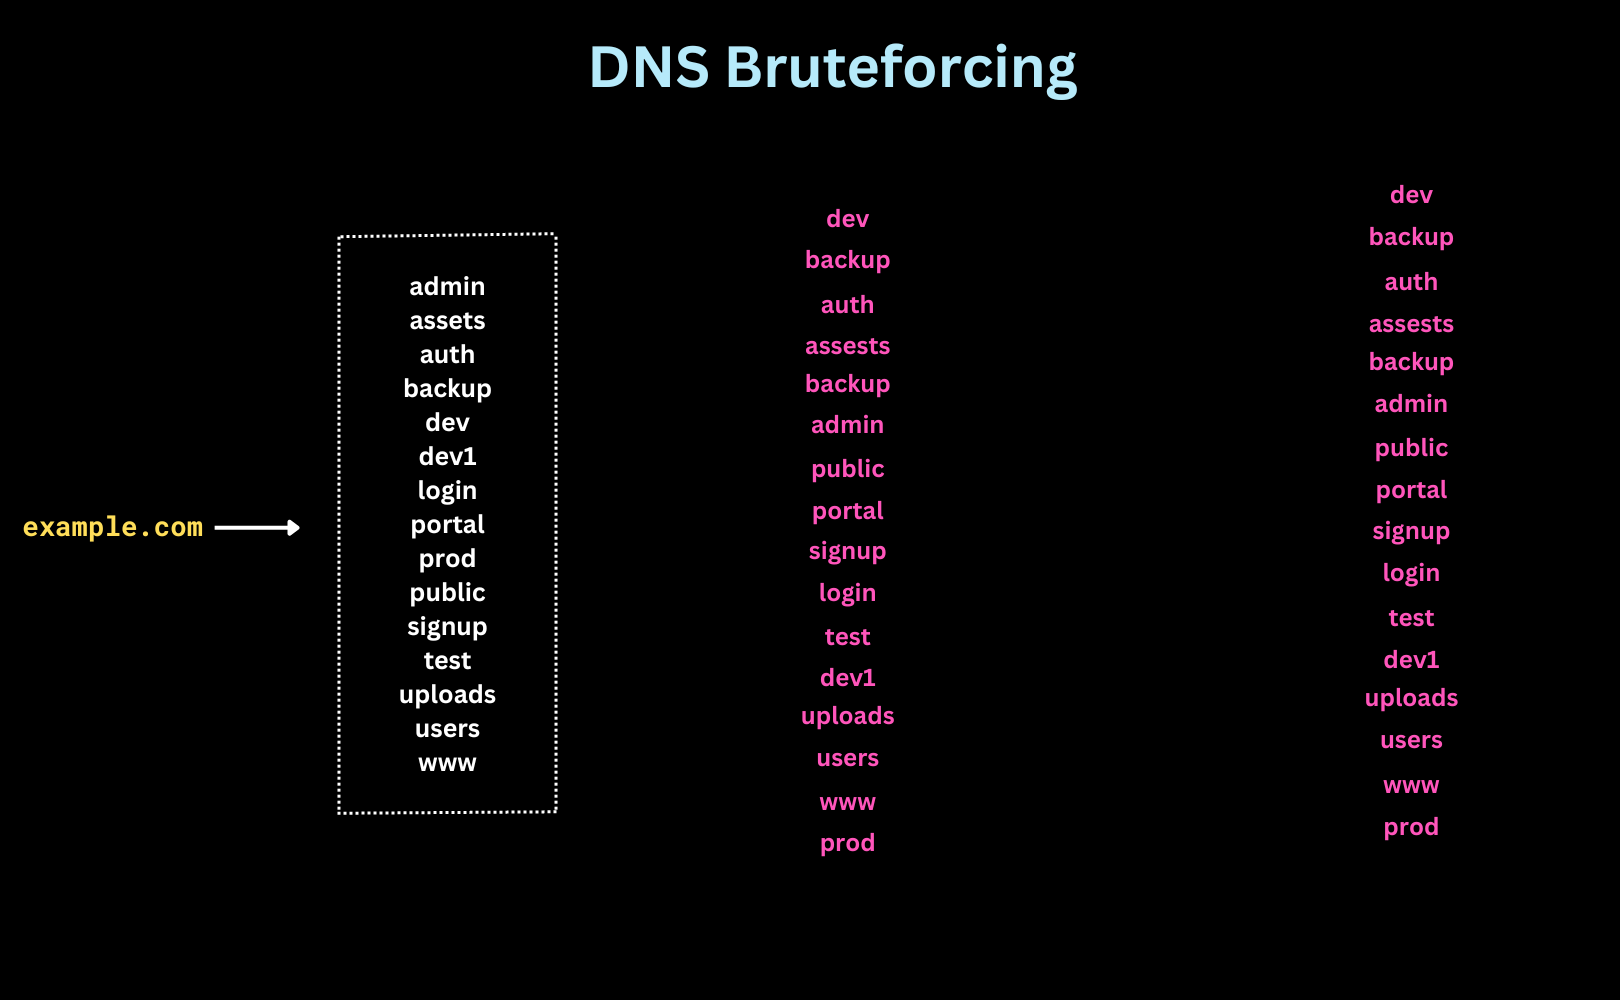 DNS Bruteforcing
example.com
admin
assets
auth
backup
dev
dev1
login
portal
prod
public
signup
test
uploads
users
www
dev
backup
auth
assests
backup
admin
public
portal
signup
login
test
dev1
uploads
users
www
prod
dev
backup
auth
assests
backup
admin
public
portal
signup
login
test
dev1
uploads
users
www
prod